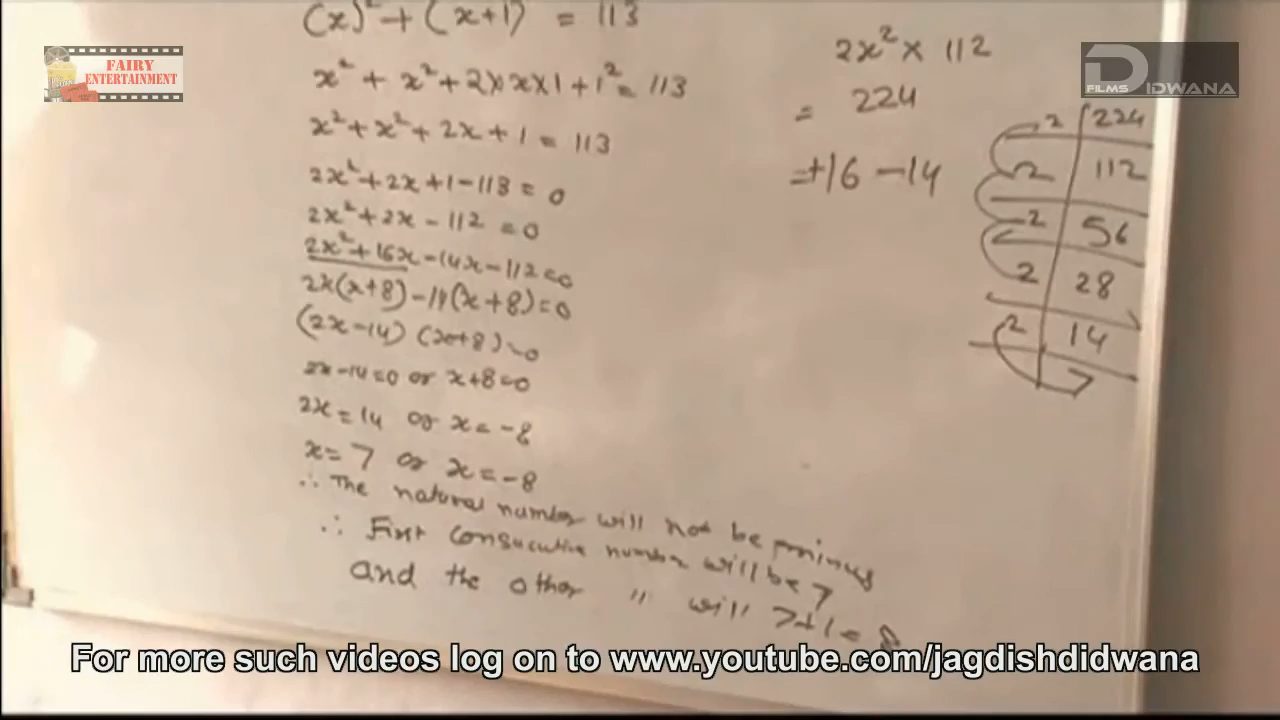 (x)² + (x+1)² = 113
x² + x² + 2×x×1 + 1² = 113
x² + x² + 2x + 1 = 113
2x² + 2x + 1 - 113 = 0
2x² + 2x - 112 = 0
2x² + 16x - 14x - 112 = 0
2x(x+8) - 14(x+8) = 0
(2x-14) (x+8) = 0
2x-14=0 or x+8=0
2x = 14 or x = -8
x = 7 or x = -8
∴ The natural number will not be minus
∴ First consucutive number will be 7
and the other " will 7+1 = 8
2x² × 112
= 224
= +16 - 14
2 224
2 112
2 56
2 28
2 14
FAIRY
ENTERTAINMENT
D
FILMS IDWANA
For more such videos log on to www.youtube.com/jagdishdidwana